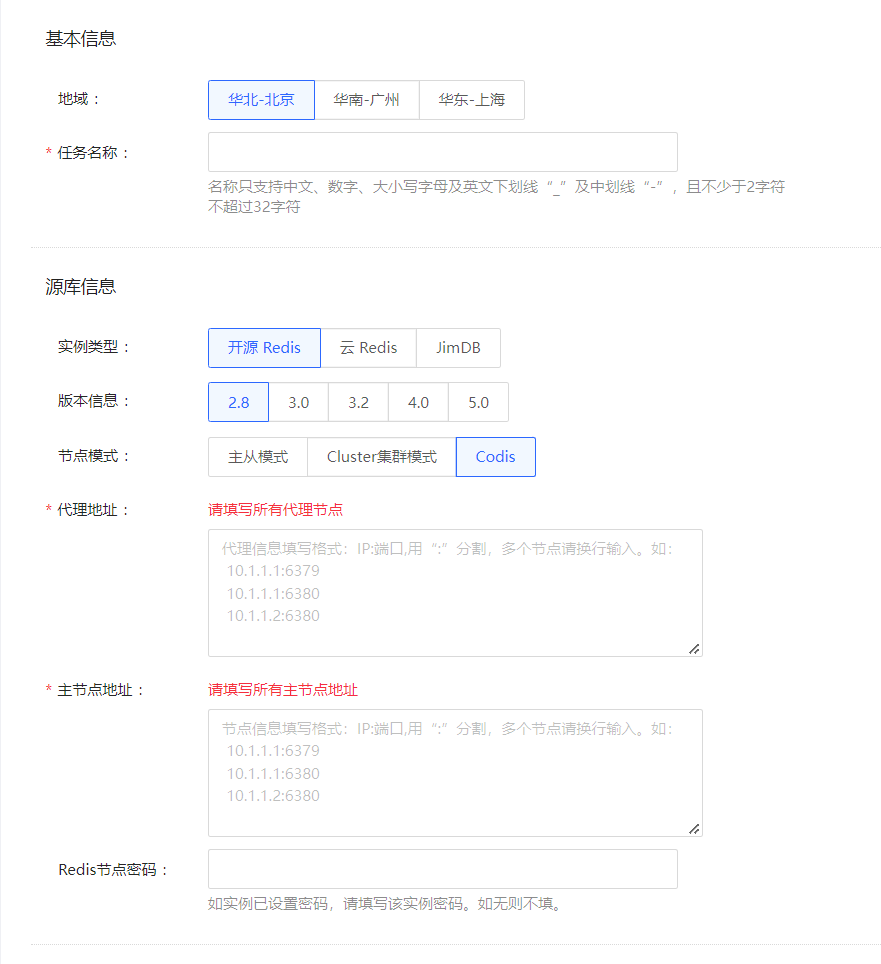 基本信息
地域： 华北-北京 华南-广州 华东-上海
* 任务名称：
名称只支持中文、数字、大小写字母及英文下划线“_”及中划线“-”，且不少于2字符
不超过32字符
源库信息
实例类型： 开源 Redis 云 Redis JimDB
版本信息： 2.8 3.0 3.2 4.0 5.0
节点模式： 主从模式 Cluster集群模式 Codis
* 代理地址： 请填写所有代理节点
代理信息填写格式：IP:端口,用“:”分割，多个节点请换行输入。如：
10.1.1.1:6379
10.1.1.1:6380
10.1.1.2:6380
* 主节点地址： 请填写所有主节点地址
节点信息填写格式：IP:端口,用“:”分割，多个节点请换行输入。如：
10.1.1.1:6379
10.1.1.1:6380
10.1.1.2:6380
Redis节点密码：
如实例已设置密码，请填写该实例密码。如无则不填。